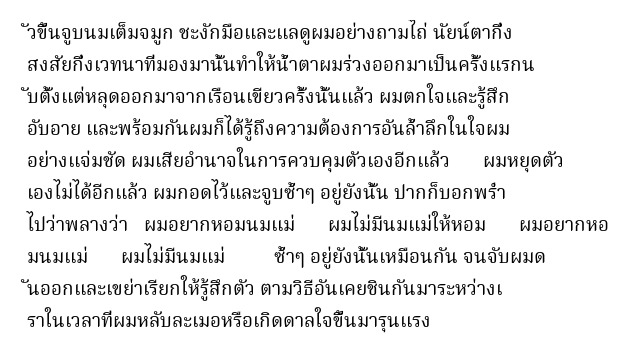 ัวขึ้นจูบนมเต็มจมูก ชะงักมือและแลดูผมอย่างถามไถ่ นัยน์ตากึ่ง
สงสัยกึ่งเวทนาที่มองมานั้นทำให้น้ำตาผมร่วงออกมาเป็นครั้งแรกน
ับตั้งแต่หลุดออกมาจากเรือนเขียวครั้งนั้นแล้ว ผมตกใจและรู้สึก
อับอาย และพร้อมกันผมก็ได้รู้ถึงความต้องการอันล้ำลึกในใจผม
อย่างแจ่มชัด ผมเสียอำนาจในการควบคุมตัวเองอีกแล้ว ผมหยุดตัว
เองไม่ได้อีกแล้ว ผมกอดไว้และจูบซ้ำๆ อยู่ยังนั้น ปากก็บอกพร่ำ
ไปว่าพลางว่า ผมอยากหอมนมแม่ ผมไม่มีนมแม่ให้หอม ผมอยากหอ
มนมแม่ ผมไม่มีนมแม่ ซ้ำๆ อยู่ยังนั้นเหมือนกัน จนจับผมด
ันออกและเขย่าเรียกให้รู้สึกตัว ตามวิธีอันเคยชินกันมาระหว่างเ
ราในเวลาที่ผมหลับละเมอหรือเกิดดาลใจขึ้นมารุนแรง